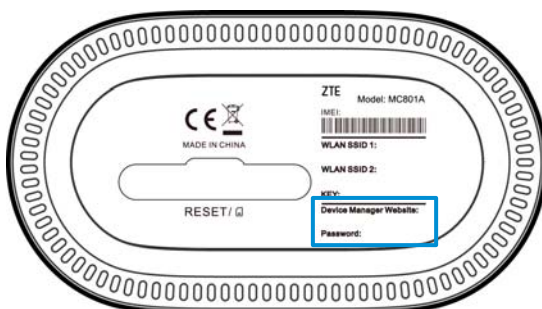 ZTE
Model: MC801A
IMEI:
CE
MADE IN CHINA
WLAN SSID 1:
WLAN SSID 2:
KEY:
RESET/
Device Manager Website:
Password: